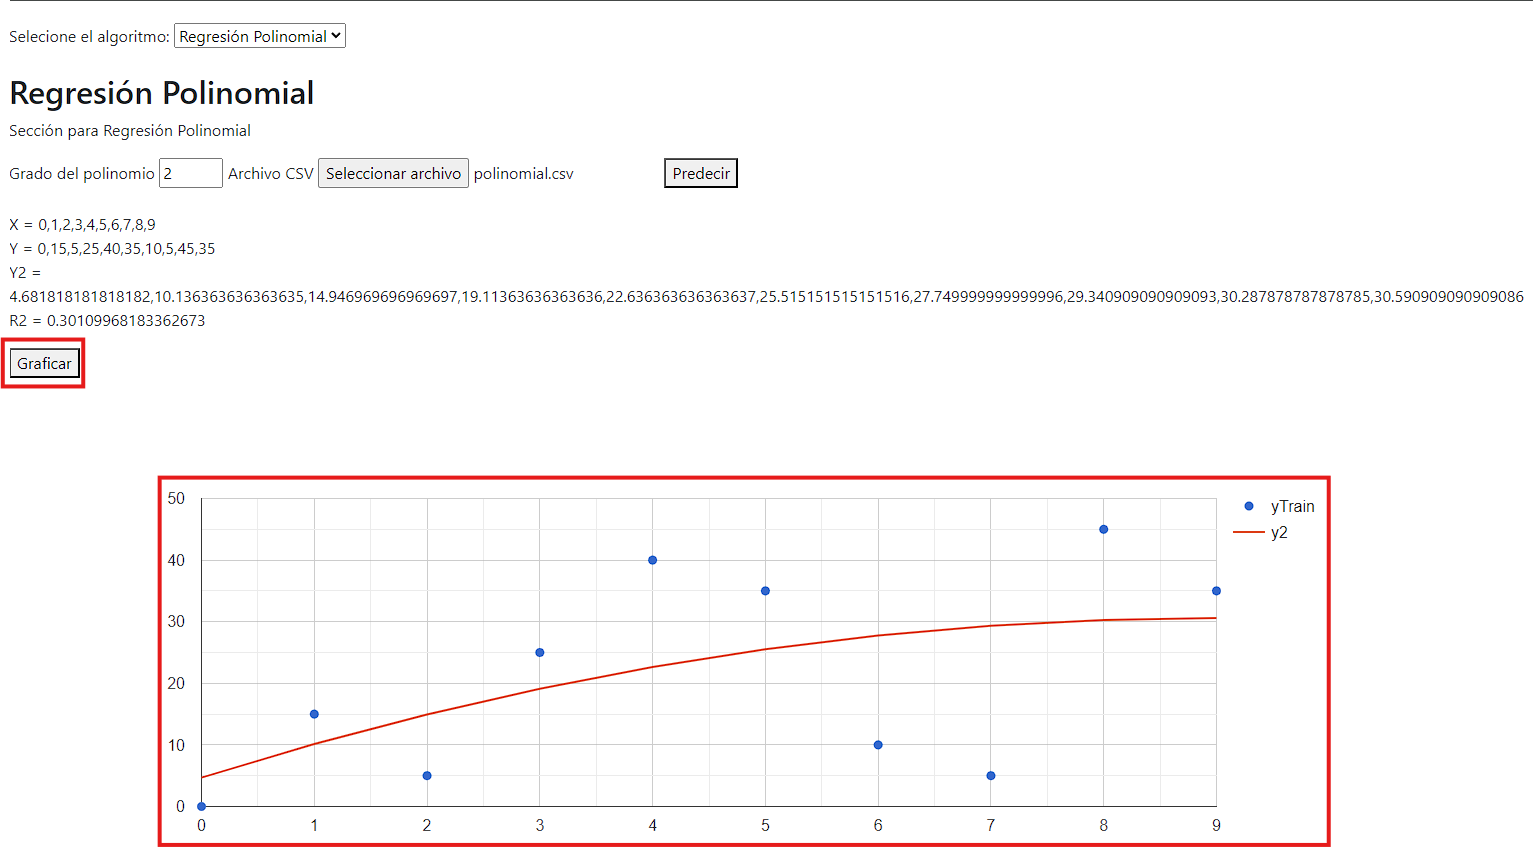 Selecione el algoritmo: Regresión Polinomial
Regresión Polinomial
Sección para Regresión Polinomial
Grado del polinomio 2 Archivo CSV Seleccionar archivo polinomial.csv Predecir
X = 0,1,2,3,4,5,6,7,8,9
Y = 0,15,5,25,40,35,10,5,45,35
Y2 =
4.681818181818182,10.136363636363635,14.946969696969697,19.11363636363636,22.636363636363637,25.515151515151516,27.749999999999996,29.340909090909093,30.287878787878785,30.590909090909086
R2 = 0.30109968183362673
Graficar
50
40
30
20
10
0
0 1 2 3 4 5 6 7 8 9
yTrain
y2